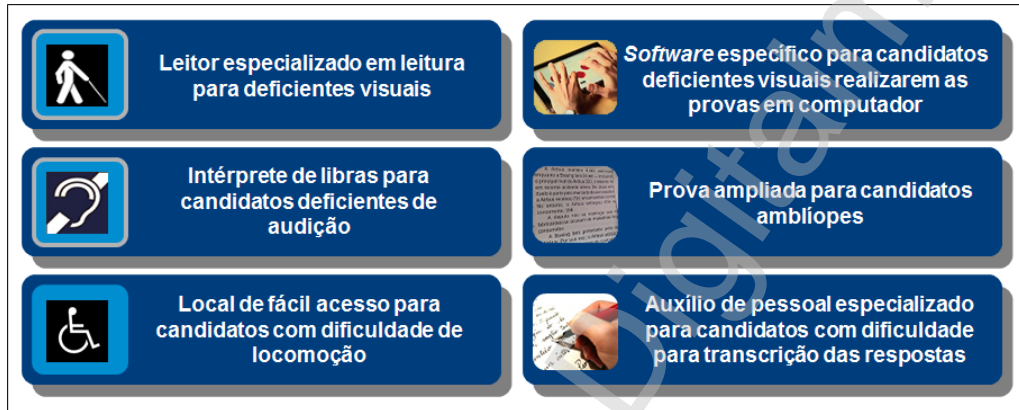 Leitor especializado em leitura
para deficientes visuais
Software específico para candidatos
deficientes visuais realizarem as
provas em computador
Intérprete de libras para
candidatos deficientes de
audição
Prova ampliada para candidatos
amblíopes
Local de fácil acesso para
candidatos com dificuldade de
locomoção
Auxílio de pessoal especializado
para candidatos com dificuldade
para transcrição das respostas